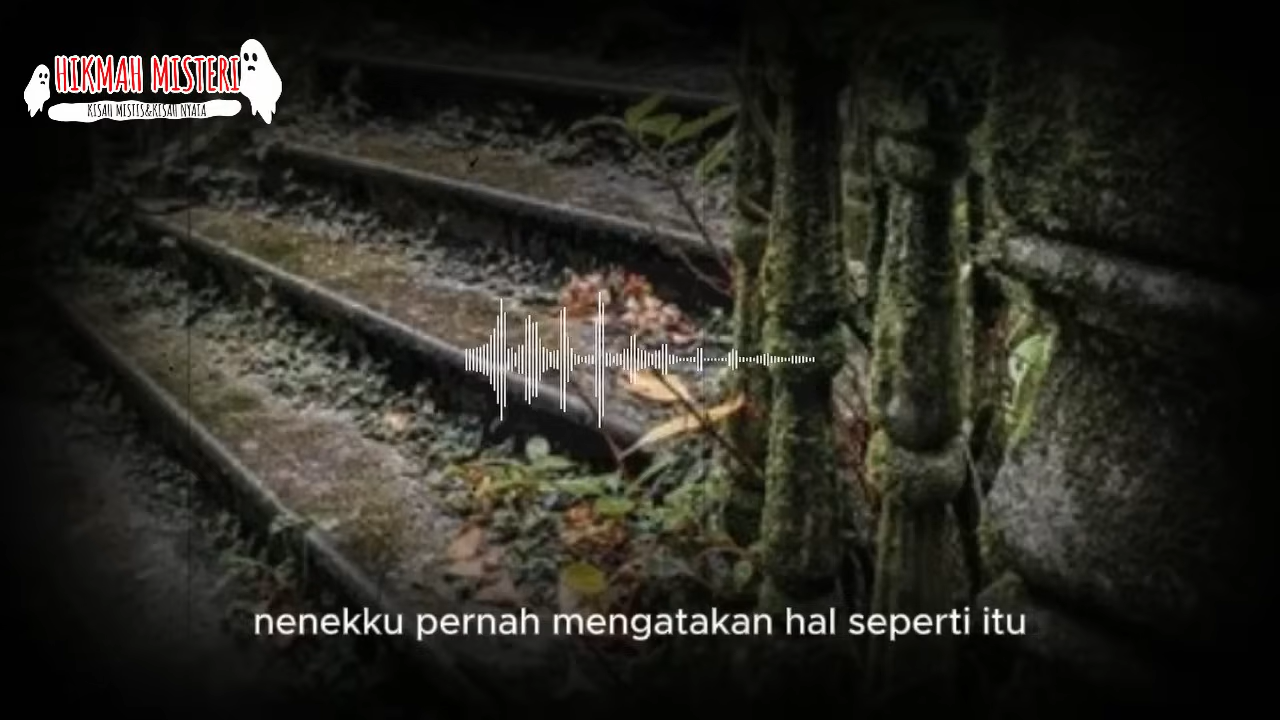 HIKMAH MISTERI
KISAH MISTIS&KISAH NYATA
nenekku pernah mengatakan hal seperti itu